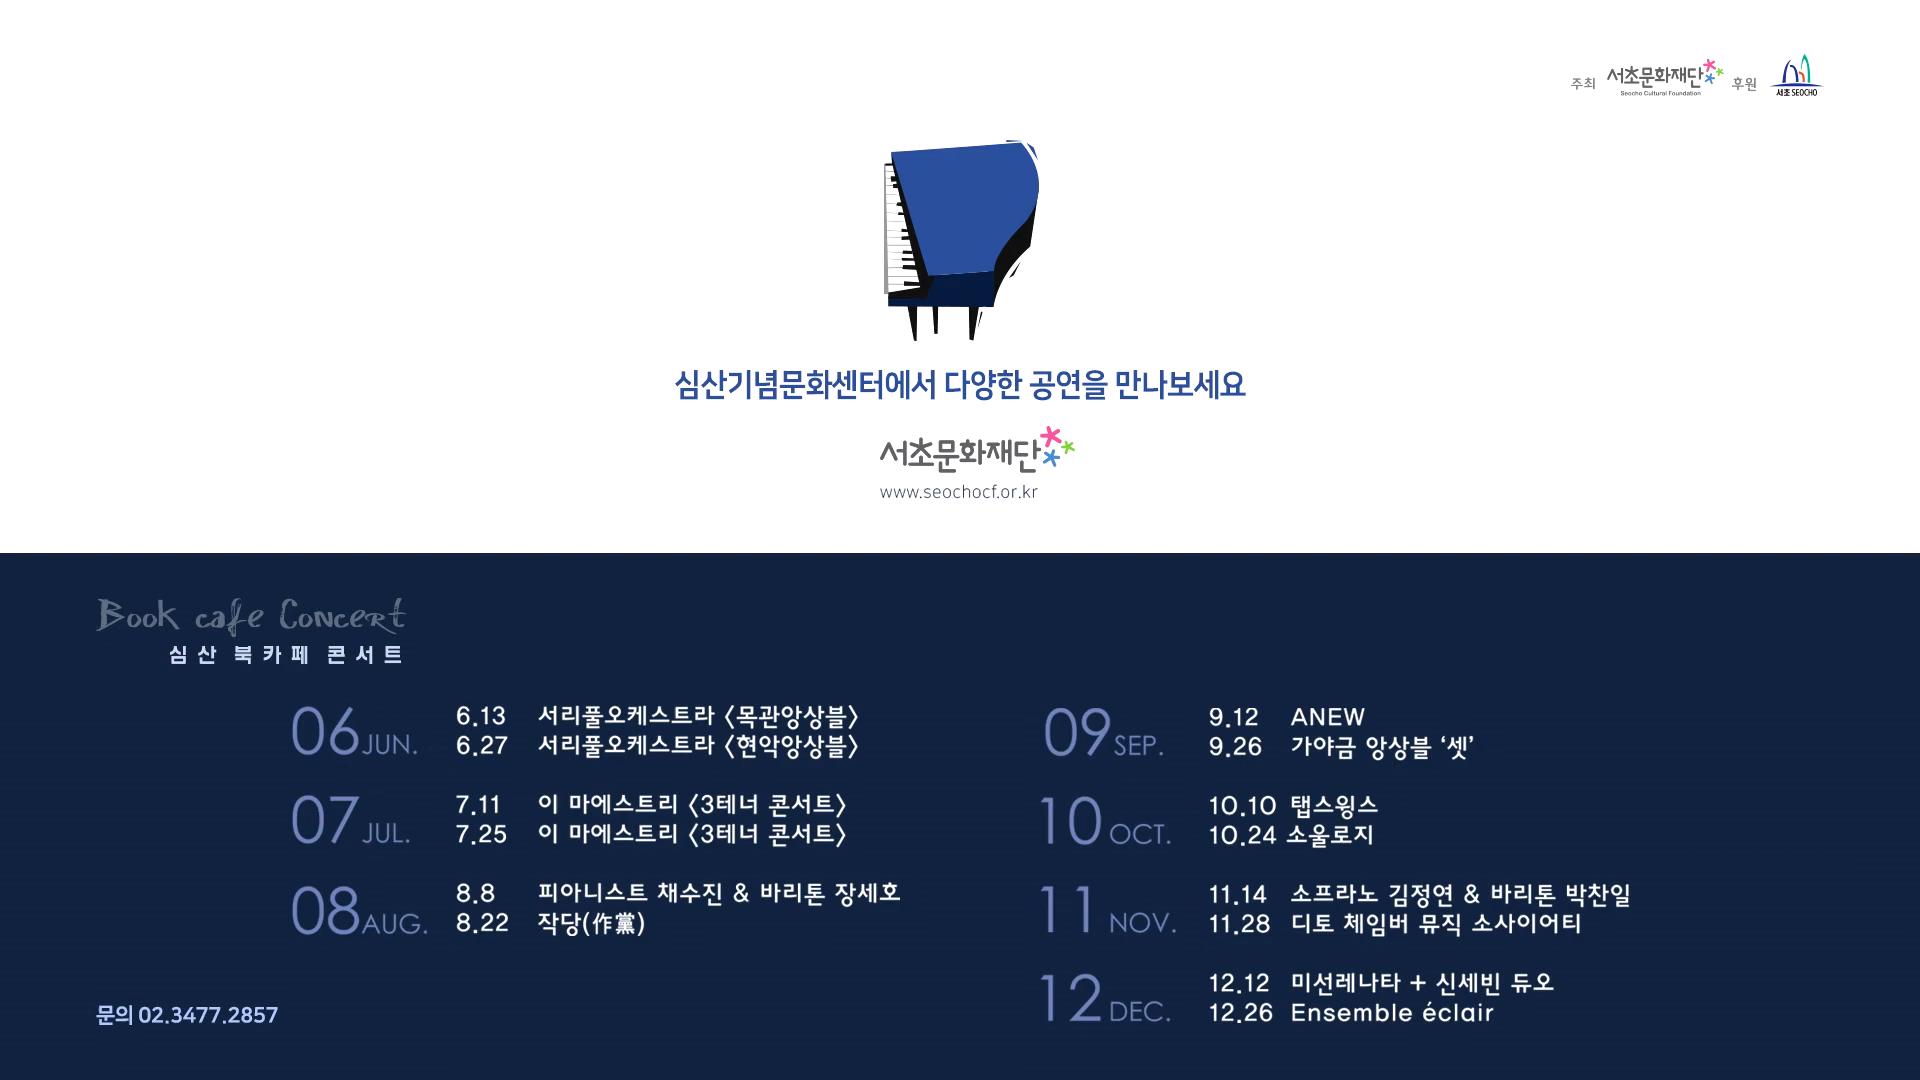 주최 서초문화재단 Seocho Cultural Foundation 후원 서초 SEOCHO
심산기념문화센터에서 다양한 공연을 만나보세요
서초문화재단
www.seochocf.or.kr
Book cafe Concert
심산 북카페 콘서트
06 JUN.
6.13 서리풀오케스트라 〈목관앙상블〉
6.27 서리풀오케스트라 〈현악앙상블〉
07 JUL.
7.11 이 마에스트리 〈3테너 콘서트〉
7.25 이 마에스트리 〈3테너 콘서트〉
08 AUG.
8.8 피아니스트 채수진 & 바리톤 장세호
8.22 작당(作黨)
09 SEP.
9.12 ANEW
9.26 가야금 앙상블 ‘셋’
10 OCT.
10.10 탭스윙스
10.24 소울로지
11 NOV.
11.14 소프라노 김정연 & 바리톤 박찬일
11.28 디토 체임버 뮤직 소사이어티
12 DEC.
12.12 미선레나타 + 신세빈 듀오
12.26 Ensemble éclair
문의 02.3477.2857